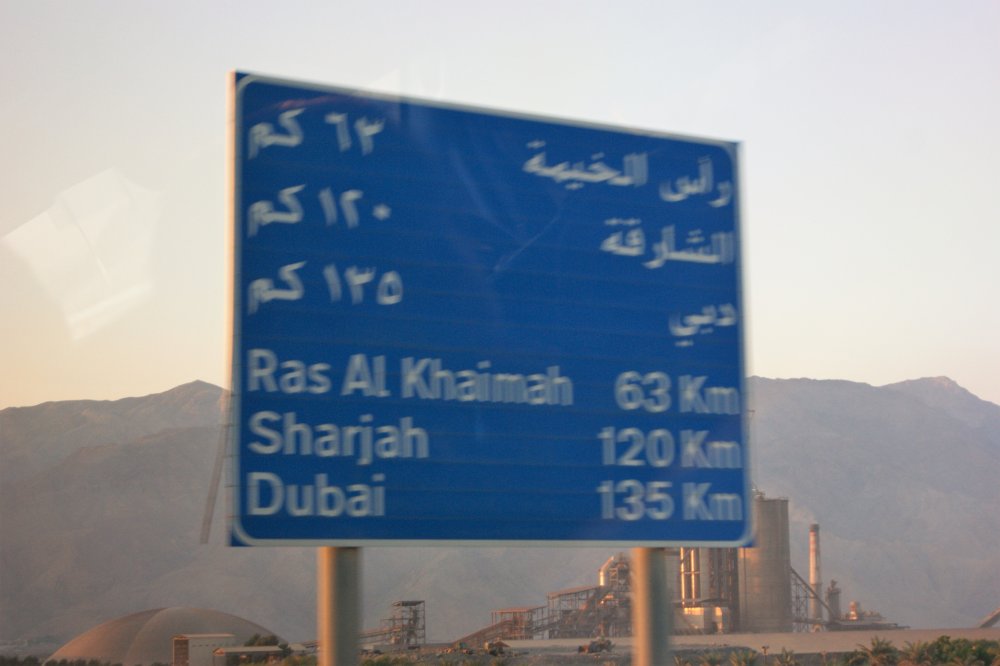 رأس الخيمة ٦٣ كم
الشارقة ١٢٠ كم
دبي ١٣٥ كم
Ras Al Khaimah 63 Km
Sharjah 120 Km
Dubai 135 Km